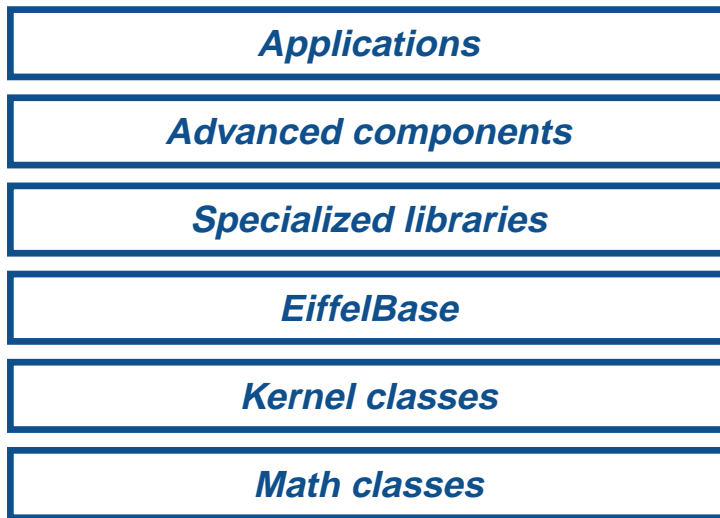 Applications
Advanced components
Specialized libraries
EiffelBase
Kernel classes
Math classes